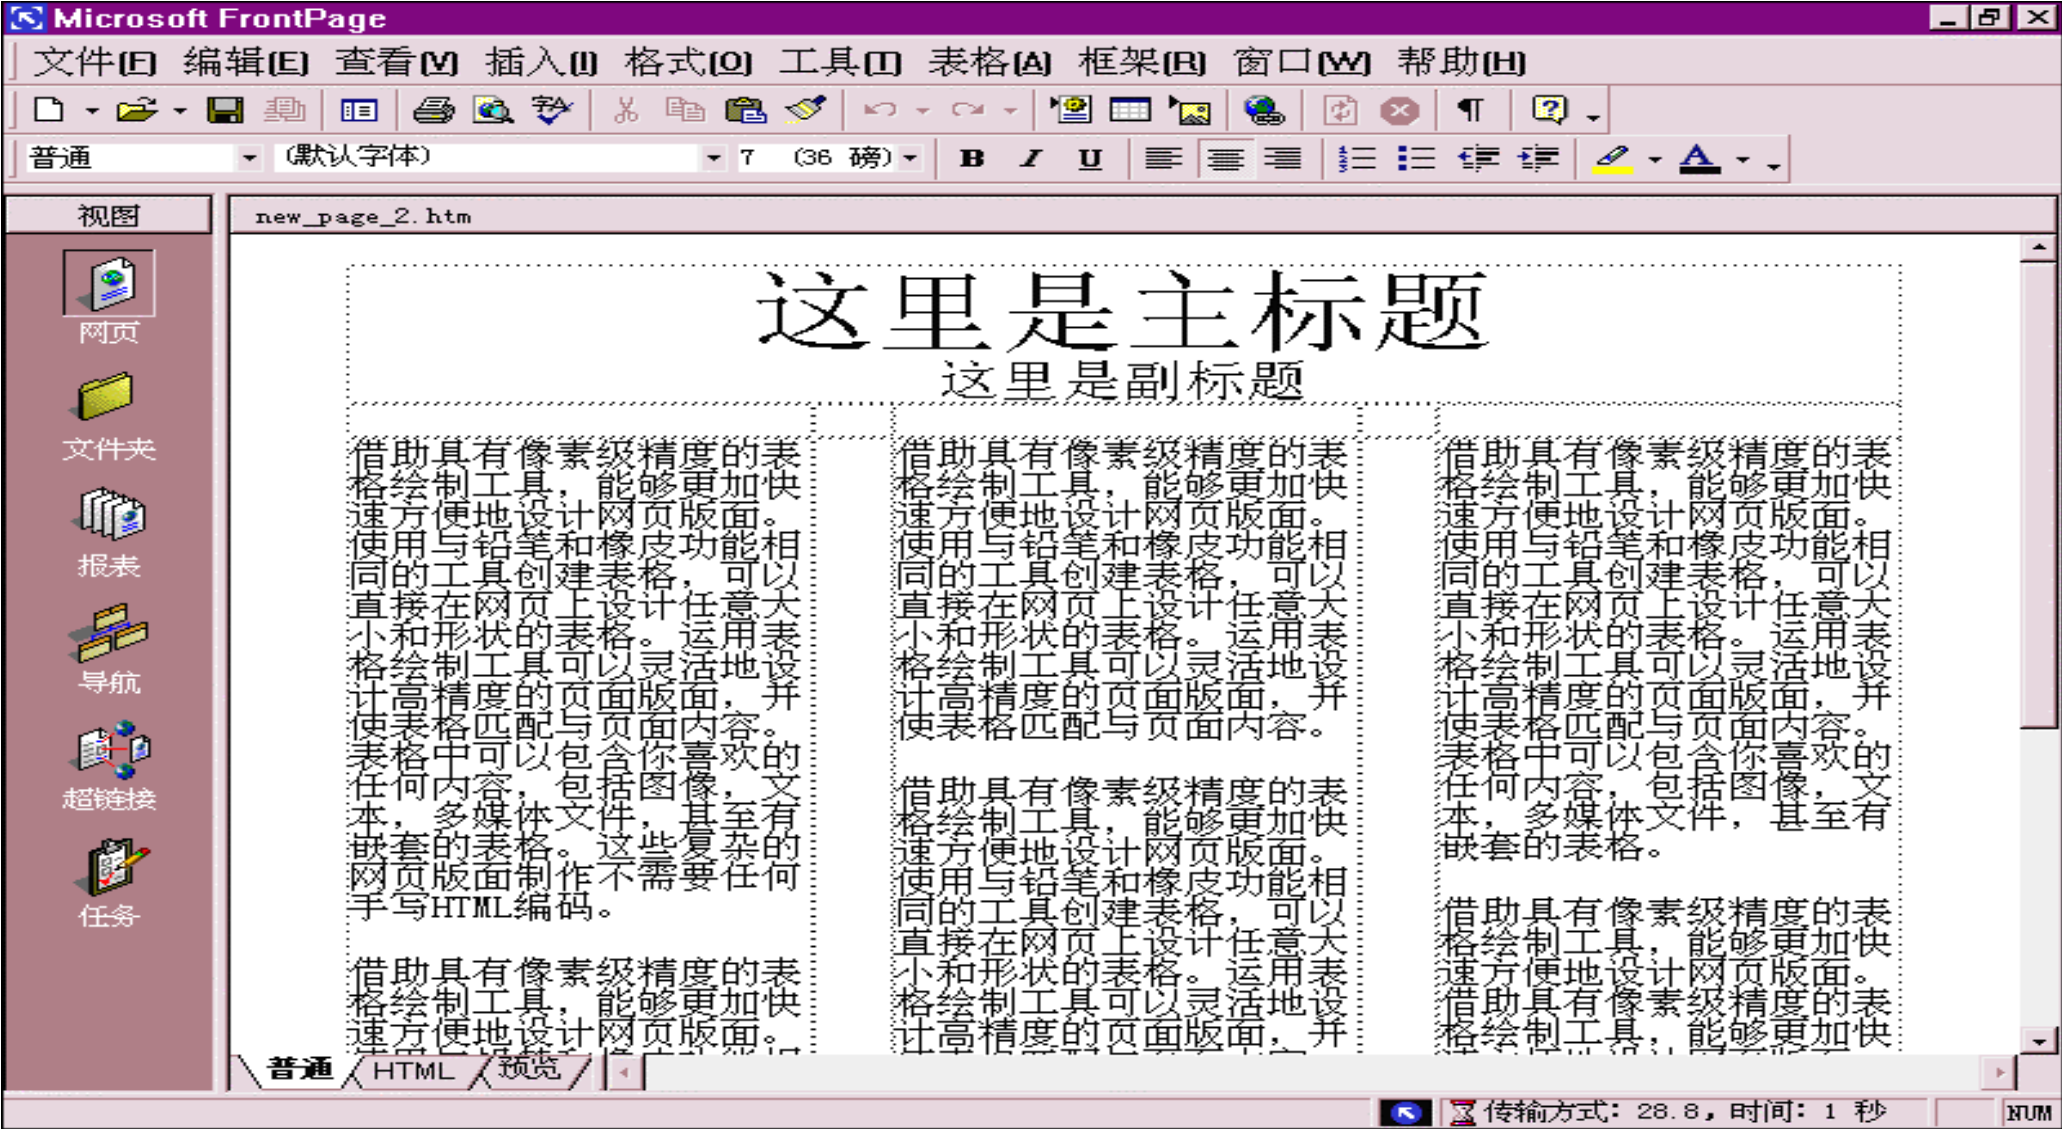 Microsoft FrontPage
文件(F) 编辑(E) 查看(V) 插入(I) 格式(O) 工具(T) 表格(A) 框架(R) 窗口(W) 帮助(H)
普通 (默认字体) 7 (36 磅) B I U A
视图
new_page_2.htm
网页
文件夹
报表
导航
超链接
任务
这里是主标题
这里是副标题
借助具有像素级精度的表
格绘制工具，能够更加快
速方便地设计网页版面。
使用与铅笔和橡皮功能相
同的工具创建表格，可以
直接在网页上设计任意大
小和形状的表格。运用表
格绘制工具可以灵活地设
计高精度的页面版面，并
使表格匹配与页面内容。
表格中可以包含你喜欢的
任何内容，包括图像，文
本，多媒体文件，甚至有
嵌套的表格。这些复杂的
网页版面制作不需要任何
手写HTML编码。
借助具有像素级精度的表
格绘制工具，能够更加快
速方便地设计网页版面。
借助具有像素级精度的表
格绘制工具，能够更加快
速方便地设计网页版面。
使用与铅笔和橡皮功能相
同的工具创建表格，可以
直接在网页上设计任意大
小和形状的表格。运用表
格绘制工具可以灵活地设
计高精度的页面版面，并
使表格匹配与页面内容。
借助具有像素级精度的表
格绘制工具，能够更加快
速方便地设计网页版面。
使用与铅笔和橡皮功能相
同的工具创建表格，可以
直接在网页上设计任意大
小和形状的表格。运用表
格绘制工具可以灵活地设
计高精度的页面版面，并
借助具有像素级精度的表
格绘制工具，能够更加快
速方便地设计网页版面。
使用与铅笔和橡皮功能相
同的工具创建表格，可以
直接在网页上设计任意大
小和形状的表格。运用表
格绘制工具可以灵活地设
计高精度的页面版面，并
使表格匹配与页面内容。
表格中可以包含你喜欢的
任何内容，包括图像，文
本，多媒体文件，甚至有
嵌套的表格。
借助具有像素级精度的表
格绘制工具，能够更加快
速方便地设计网页版面。
借助具有像素级精度的表
格绘制工具，能够更加快
普通 HTML 预览
传输方式：28.8，时间：1 秒 NUM